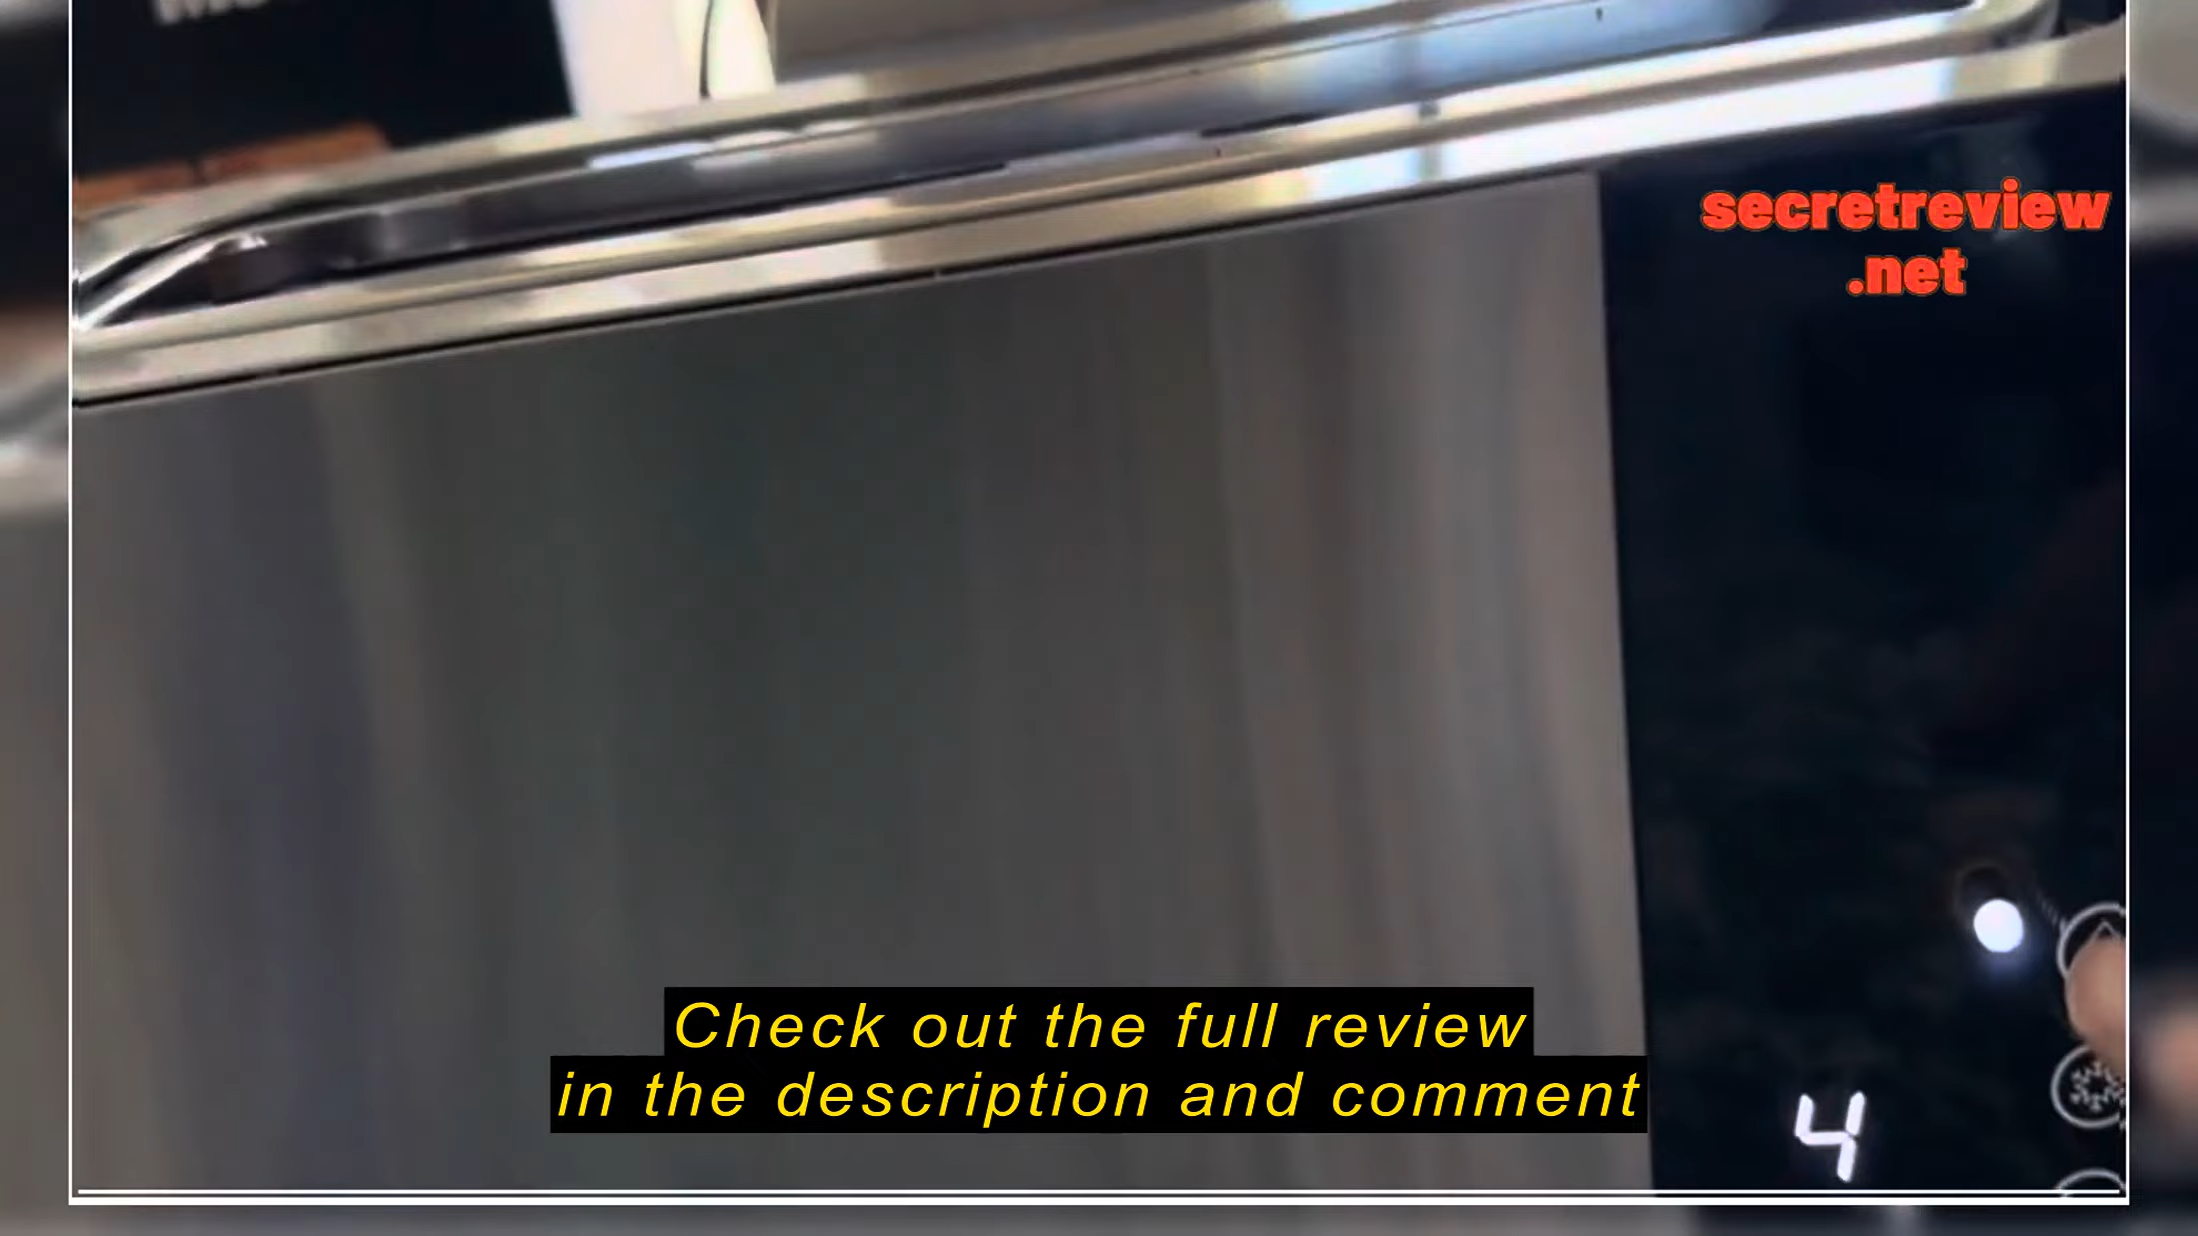 secretreview
.net
Check out the full review
in the description and comment
4